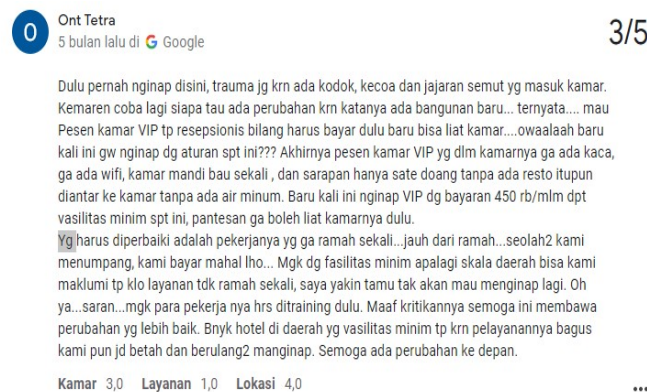 O
Ont Tetra
3/5
5 bulan lalu di Google
Dulu pernah nginap disini, trauma jg krn ada kodok, kecoa dan jajaran semut yg masuk kamar.
Kemaren coba lagi siapa tau ada perubahan krn katanya ada bangunan baru... ternyata.... mau
Pesen kamar VIP tp resepsionis bilang harus bayar dulu baru bisa liat kamar....owaalaah baru
kali ini gw nginap dg aturan spt ini??? Akhirnya pesen kamar VIP yg dlm kamarnya ga ada kaca,
ga ada wifi, kamar mandi bau sekali , dan sarapan hanya sate doang tanpa ada resto itupun
diantar ke kamar tanpa ada air minum. Baru kali ini nginap VIP dg bayaran 450 rb/mlm dpt
vasilitas minim spt ini, pantesan ga boleh liat kamarnya dulu.
Yg harus diperbaiki adalah pekerjanya yg ga ramah sekali...jauh dari ramah...seolah2 kami
menumpang, kami bayar mahal lho... Mgk dg fasilitas minim apalagi skala daerah bisa kami
maklumi tp klo layanan tdk ramah sekali, saya yakin tamu tak akan mau menginap lagi. Oh
ya...saran...mgk para pekerja nya hrs ditraining dulu. Maaf kritikannya semoga ini membawa
perubahan yg lebih baik. Bnyk hotel di daerah yg vasilitas minim tp krn pelayanannya bagus
kami pun jd betah dan berulang2 manginap. Semoga ada perubahan ke depan.
Kamar 3,0 Layanan 1,0 Lokasi 4,0